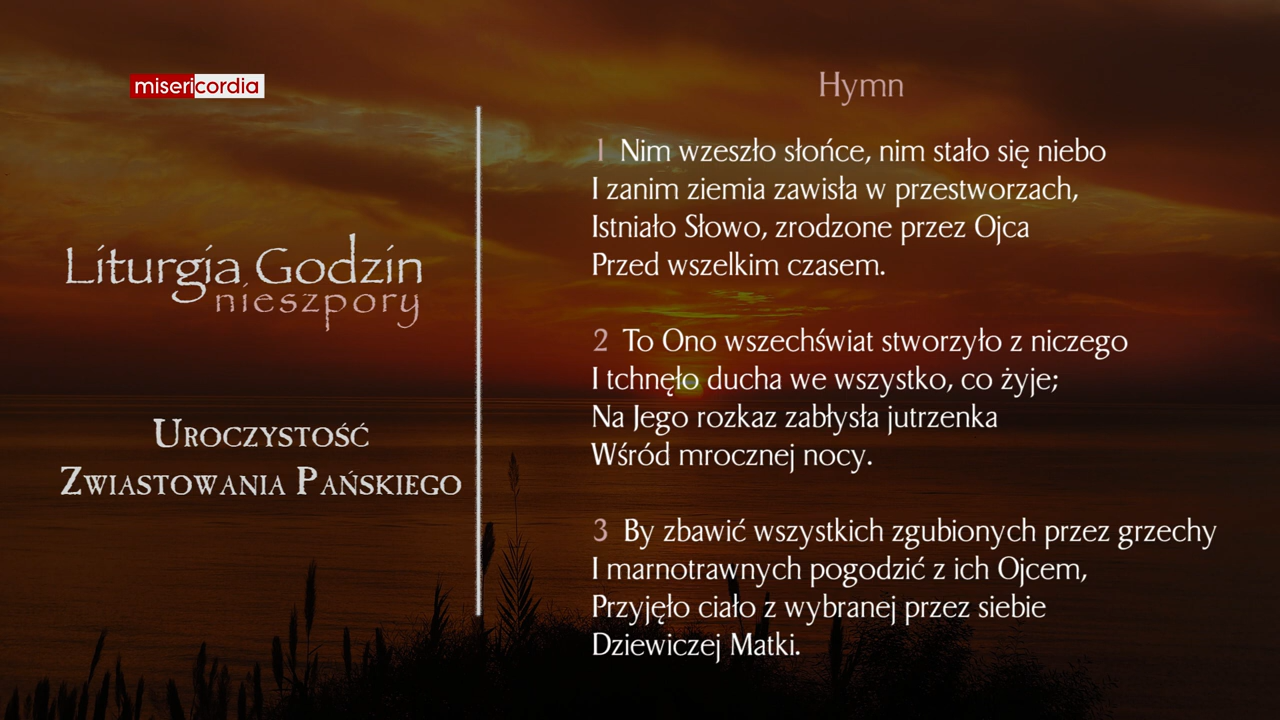 misericordia
Liturgia Godzin
nieszpory
Uroczystość
Zwiastowania Pańskiego
Hymn
1 Nim wzeszło słońce, nim stało się niebo
I zanim ziemia zawisła w przestworzach,
Istniało Słowo, zrodzone przez Ojca
Przed wszelkim czasem.
2 To Ono wszechświat stworzyło z niczego
I tchnęło ducha we wszystko, co żyje;
Na Jego rozkaz zabłysła jutrzenka
Wśród mrocznej nocy.
3 By zbawić wszystkich zgubionych przez grzechy
I marnotrawnych pogodzić z ich Ojcem,
Przyjęło ciało z wybranej przez siebie
Dziewiczej Matki.